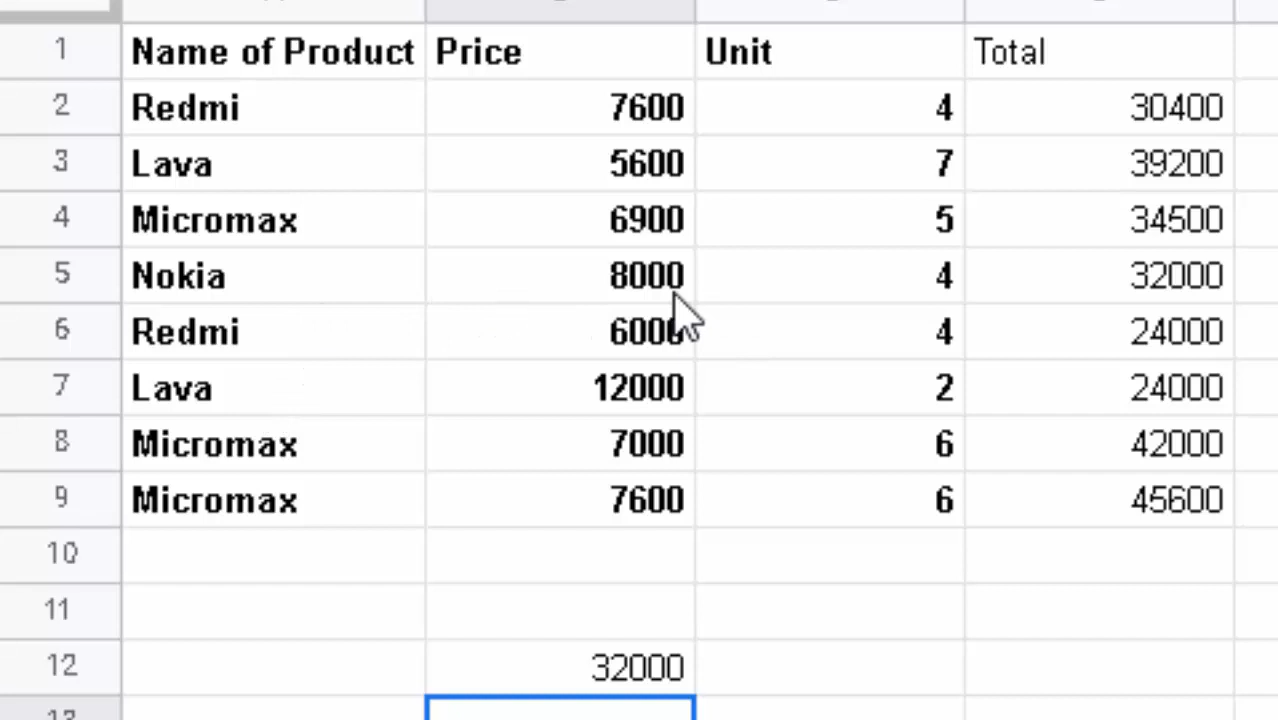 1 Name of Product Price Unit Total
2 Redmi 7600 4 30400
3 Lava 5600 7 39200
4 Micromax 6900 5 34500
5 Nokia 8000 4 32000
6 Redmi 6000 4 24000
7 Lava 12000 2 24000
8 Micromax 7000 6 42000
9 Micromax 7600 6 45600
10
11
12 32000
13